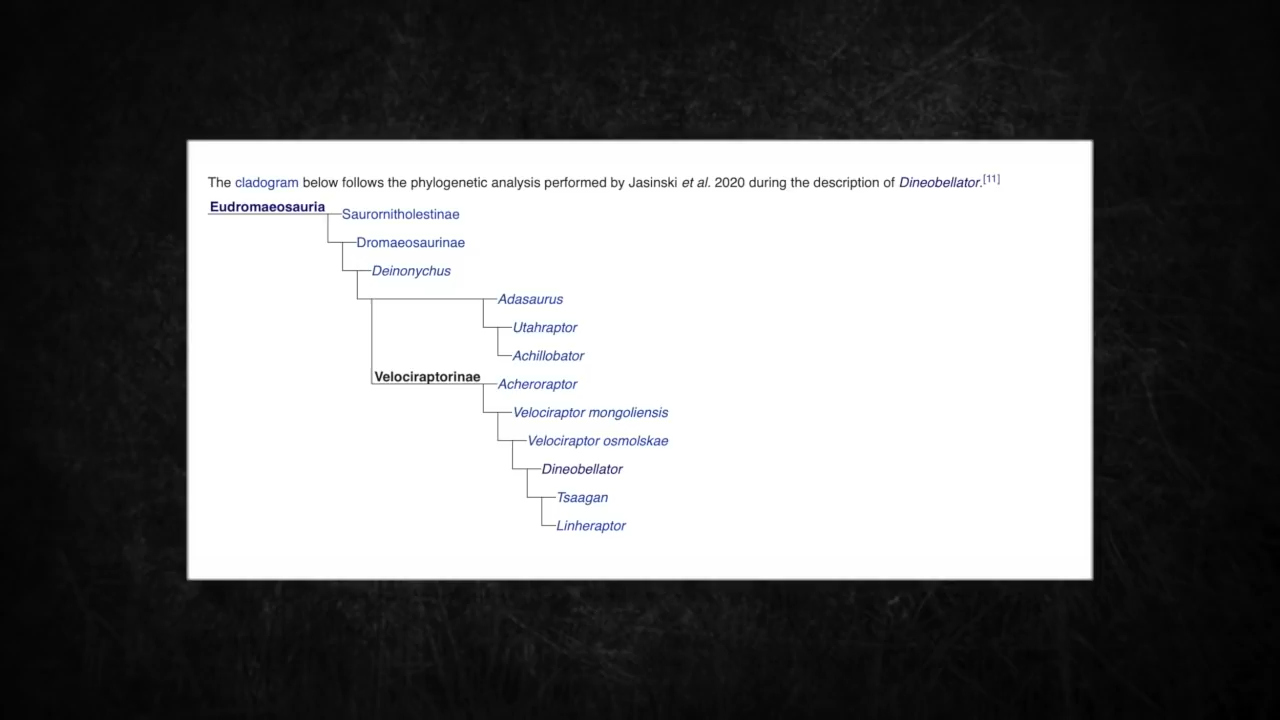 The cladogram below follows the phylogenetic analysis performed by Jasinski et al. 2020 during the description of Dineobellator.[11]
Eudromaeosauria
Saurornitholestinae
Dromaeosaurinae
Deinonychus
Adasaurus
Utahraptor
Achillobator
Velociraptorinae
Acheroraptor
Velociraptor mongoliensis
Velociraptor osmolskae
Dineobellator
Tsaagan
Linheraptor